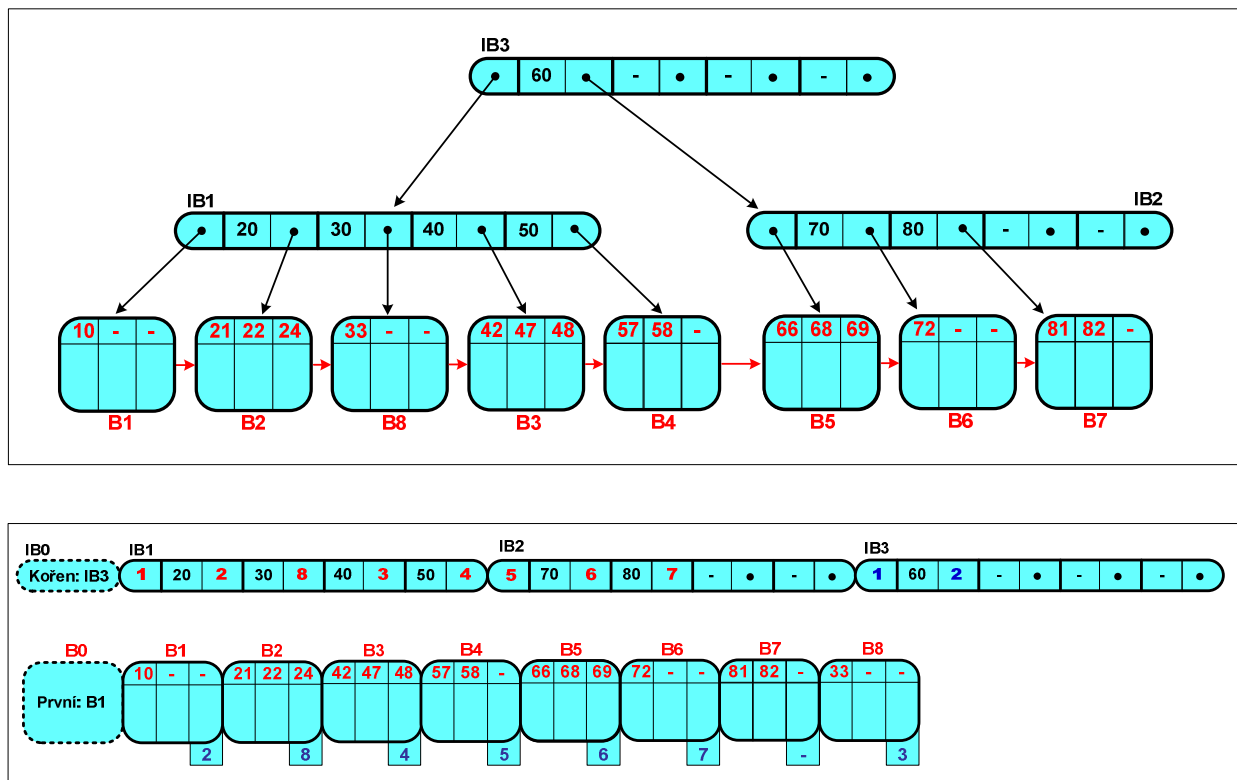 IB3
60 - - -
IB1 IB2
20 30 40 50 70 80 - -
10 - - 21 22 24 33 - - 42 47 48 57 58 - 66 68 69 72 - - 81 82 -
B1 B2 B8 B3 B4 B5 B6 B7
IB0 IB1 IB2 IB3
Kořen: IB3 1 20 2 30 8 40 3 50 4 5 70 6 80 7 - - 1 60 2 - - -
B0 B1 B2 B3 B4 B5 B6 B7 B8
10 - - 21 22 24 42 47 48 57 58 - 66 68 69 72 - - 81 82 - 33 - -
První: B1
2 8 4 5 6 7 - 3